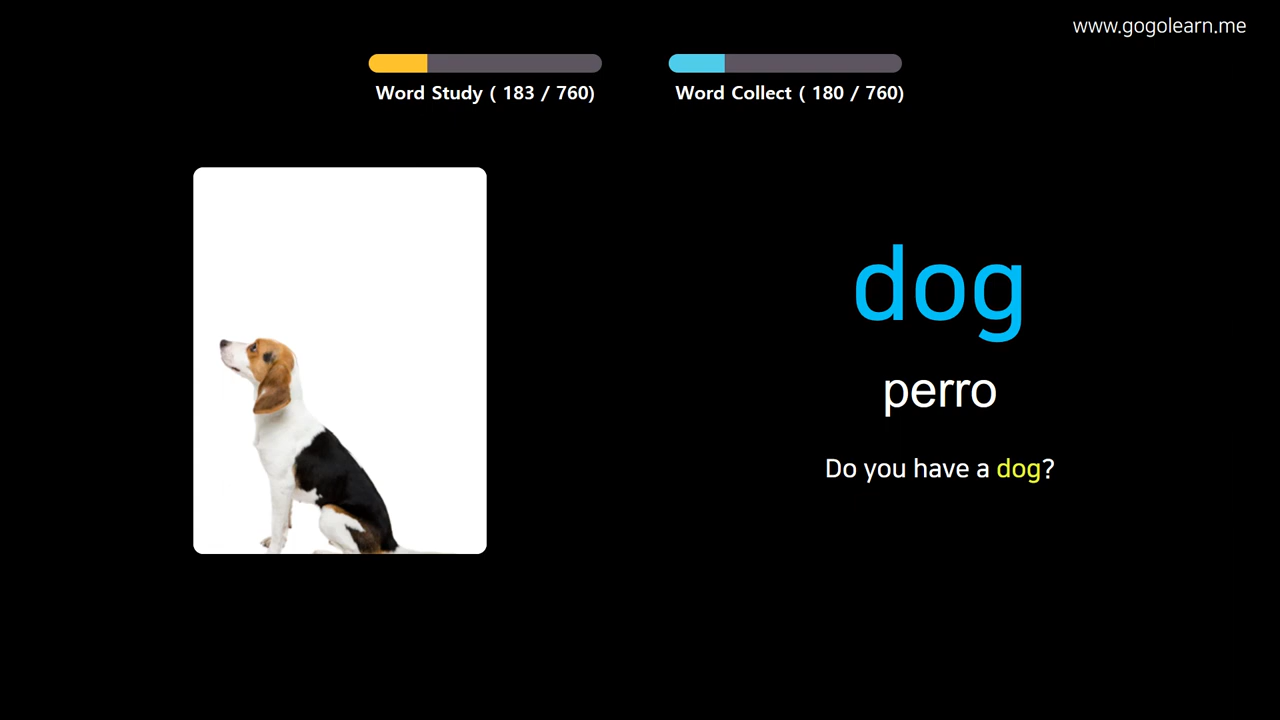 www.gogolearn.me
Word Study ( 183 / 760)
Word Collect ( 180 / 760)
dog
perro
Do you have a dog?